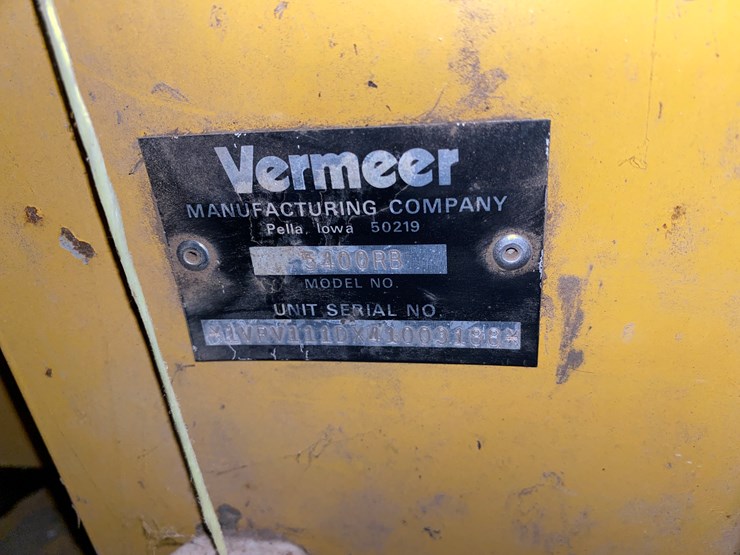 Vermeer
MANUFACTURING COMPANY
Pella, Iowa 50219
5400RB
MODEL NO.
UNIT SERIAL NO.